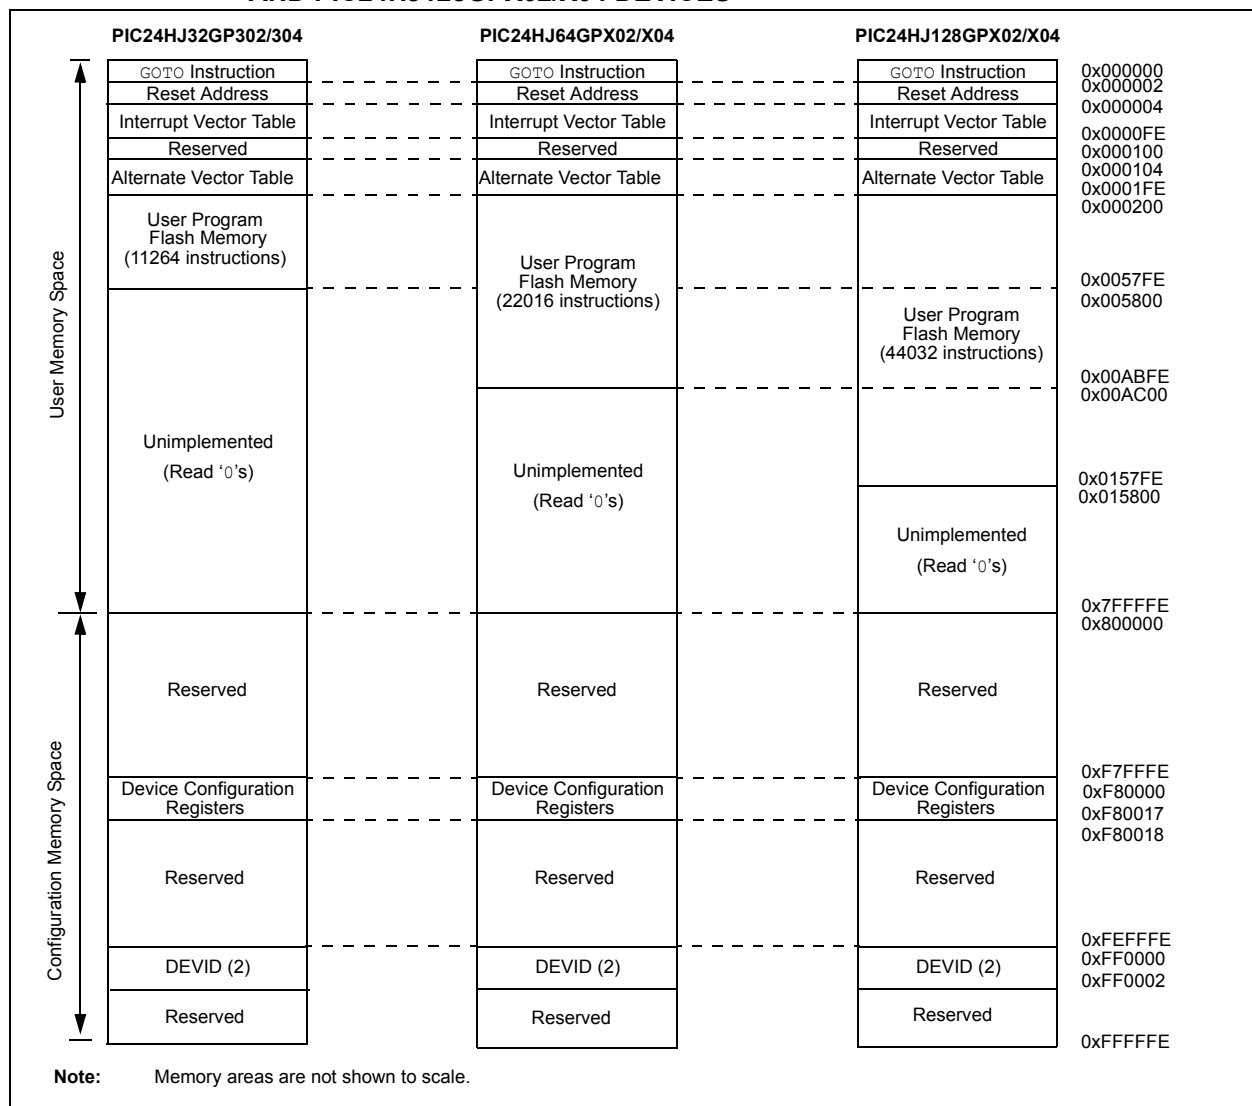 PIC24HJ32GP302/304
PIC24HJ64GPX02/X04
PIC24HJ128GPX02/X04
GOTO Instruction
GOTO Instruction
GOTO Instruction
0x000000
Reset Address
Reset Address
Reset Address
0x000002
0x000004
Interrupt Vector Table
Interrupt Vector Table
Interrupt Vector Table
0x0000FE
Reserved
Reserved
Reserved
0x000100
0x000104
Alternate Vector Table
Alternate Vector Table
Alternate Vector Table
0x0001FE
0x000200
User Program
Flash Memory
(11264 instructions)
User Program
Flash Memory
(22016 instructions)
0x0057FE
0x005800
User Program
Flash Memory
(44032 instructions)
0x00ABFE
0x00AC00
User Memory Space
Unimplemented
(Read ‘0’s)
Unimplemented
(Read ‘0’s)
0x0157FE
0x015800
Unimplemented
(Read ‘0’s)
0x7FFFFE
0x800000
Reserved
Reserved
Reserved
Configuration Memory Space
0xF7FFFE
Device Configuration
Registers
Device Configuration
Registers
Device Configuration
Registers
0xF80000
0xF80017
0xF80018
Reserved
Reserved
Reserved
0xFEFFFE
0xFF0000
DEVID (2)
DEVID (2)
DEVID (2)
0xFF0002
Reserved
Reserved
Reserved
0xFFFFFE
Note: Memory areas are not shown to scale.